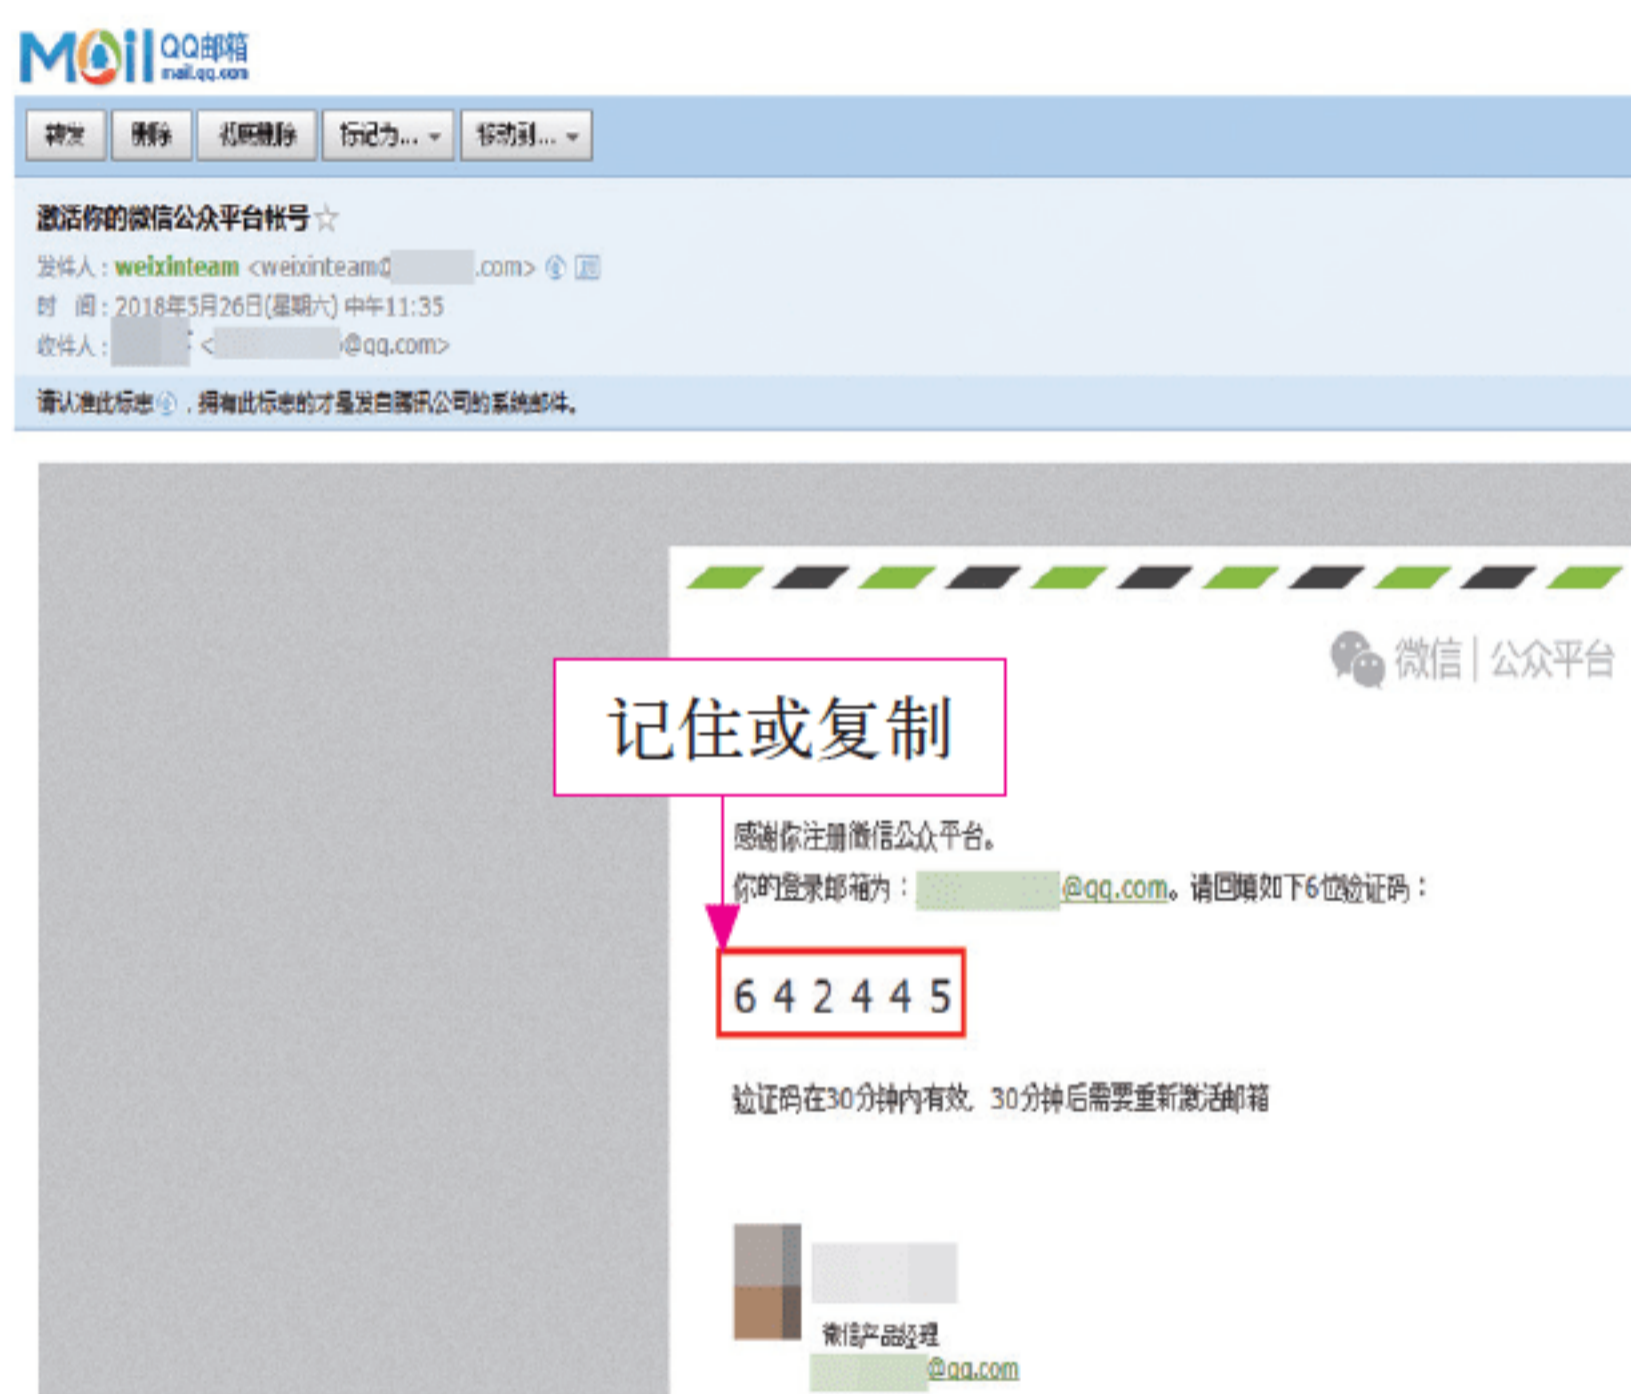 Mail QQ邮箱
mail.qq.com
转发 删除 彻底删除 标记为... 移动到...
激活你的微信公众平台帐号
发件人：weixinteam <weixinteam@ .com>
时 间：2018年5月26日(星期六) 中午11:35
收件人： < @qq.com>
请认准此标志，拥有此标志的才是发自腾讯公司的系统邮件。
微信 | 公众平台
记住或复制
感谢你注册微信公众平台。
你的登录邮箱为： @qq.com。请回填如下6位验证码：
6 4 2 4 4 5
验证码在30分钟内有效，30分钟后需要重新激活邮箱
微信产品经理
@qq.com